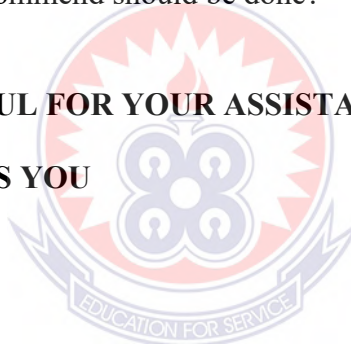 ommend should be done?
UL FOR YOUR ASSISTA
S YOU
EDUCATION FOR SERVICE